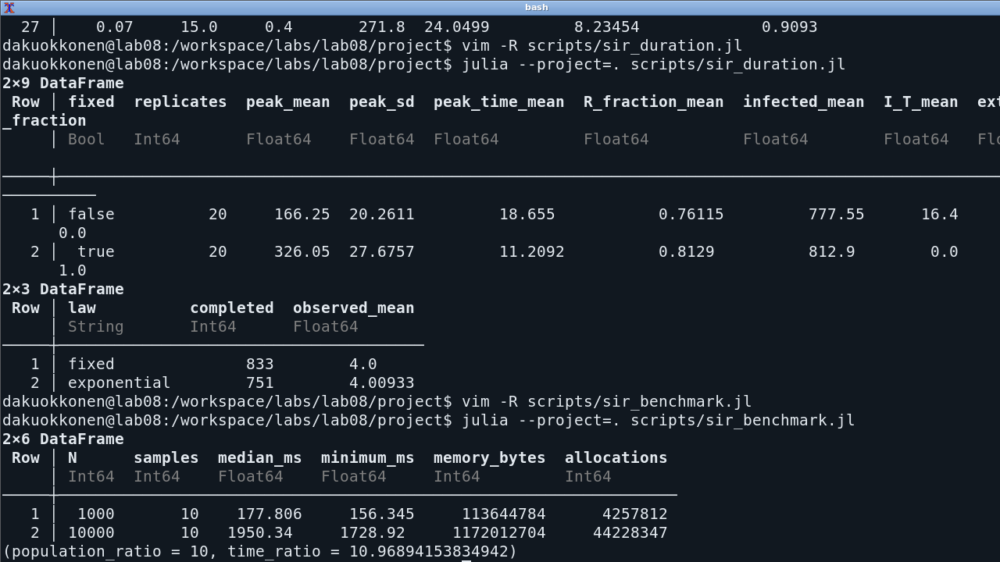 bash
27 │ 0.07 15.0 0.4 271.8 24.0499 8.23454 0.9093
dakuokkonen@lab08:/workspace/labs/lab08/project$ vim -R scripts/sir_duration.jl
dakuokkonen@lab08:/workspace/labs/lab08/project$ julia --project=. scripts/sir_duration.jl
2×9 DataFrame
Row │ fixed replicates peak_mean peak_sd peak_time_mean R_fraction_mean infected_mean I_T_mean ext
_fraction
│ Bool Int64 Float64 Float64 Float64 Float64 Float64 Float64 Flo
1 │ false 20 166.25 20.2611 18.655 0.76115 777.55 16.4
0.0
2 │ true 20 326.05 27.6757 11.2092 0.8129 812.9 0.0
1.0
2×3 DataFrame
Row │ law completed observed_mean
│ String Int64 Float64
1 │ fixed 833 4.0
2 │ exponential 751 4.00933
dakuokkonen@lab08:/workspace/labs/lab08/project$ vim -R scripts/sir_benchmark.jl
dakuokkonen@lab08:/workspace/labs/lab08/project$ julia --project=. scripts/sir_benchmark.jl
2×6 DataFrame
Row │ N samples median_ms minimum_ms memory_bytes allocations
│ Int64 Int64 Float64 Float64 Int64 Int64
1 │ 1000 10 177.806 156.345 113644784 4257812
2 │ 10000 10 1950.34 1728.92 1172012704 44228347
(population_ratio = 10, time_ratio = 10.96894153834942)